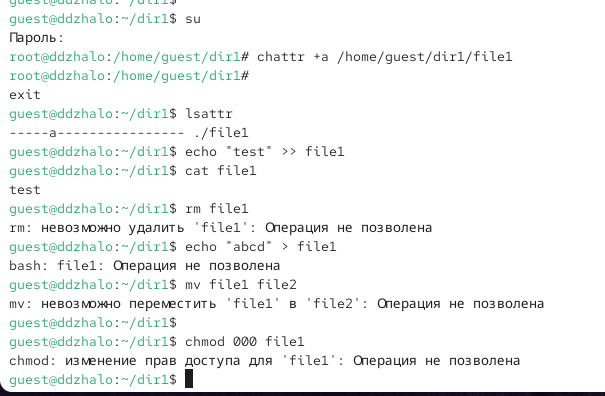 guest@ddzhalo:~/dir1$
guest@ddzhalo:~/dir1$ su
Пароль:
root@ddzhalo:/home/guest/dir1# chattr +a /home/guest/dir1/file1
root@ddzhalo:/home/guest/dir1#
exit
guest@ddzhalo:~/dir1$ lsattr
-----a---------------- ./file1
guest@ddzhalo:~/dir1$ echo "test" >> file1
guest@ddzhalo:~/dir1$ cat file1
test
guest@ddzhalo:~/dir1$ rm file1
rm: невозможно удалить 'file1': Операция не позволена
guest@ddzhalo:~/dir1$ echo "abcd" > file1
bash: file1: Операция не позволена
guest@ddzhalo:~/dir1$ mv file1 file2
mv: невозможно переместить 'file1' в 'file2': Операция не позволена
guest@ddzhalo:~/dir1$
guest@ddzhalo:~/dir1$ chmod 000 file1
chmod: изменение прав доступа для 'file1': Операция не позволена
guest@ddzhalo:~/dir1$